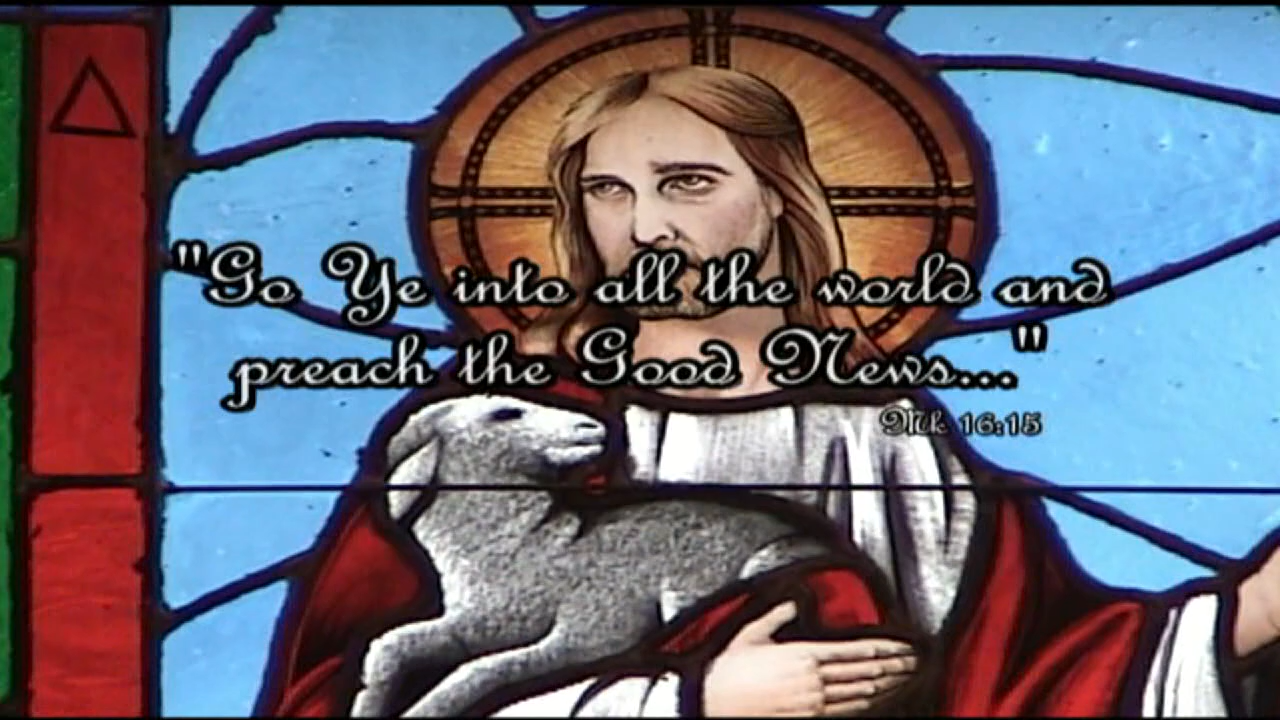 "Go Ye into all the world and
preach the Good News..."
Mk 16:15